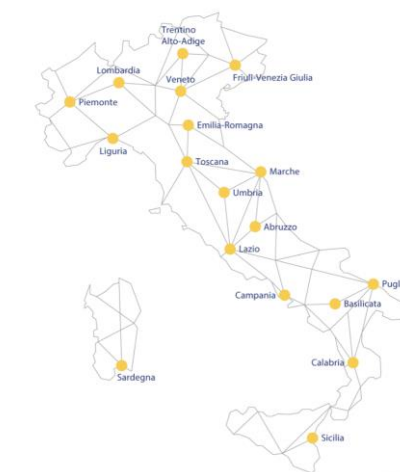 Trentino
Alto-Adige
Lombardia
Veneto
Friuli-Venezia Giulia
Piemonte
Emilia-Romagna
Liguria
Toscana
Marche
Umbria
Abruzzo
Lazio
Pugl
Campania
Basilicata
Calabria
Sardegna
Sicilia